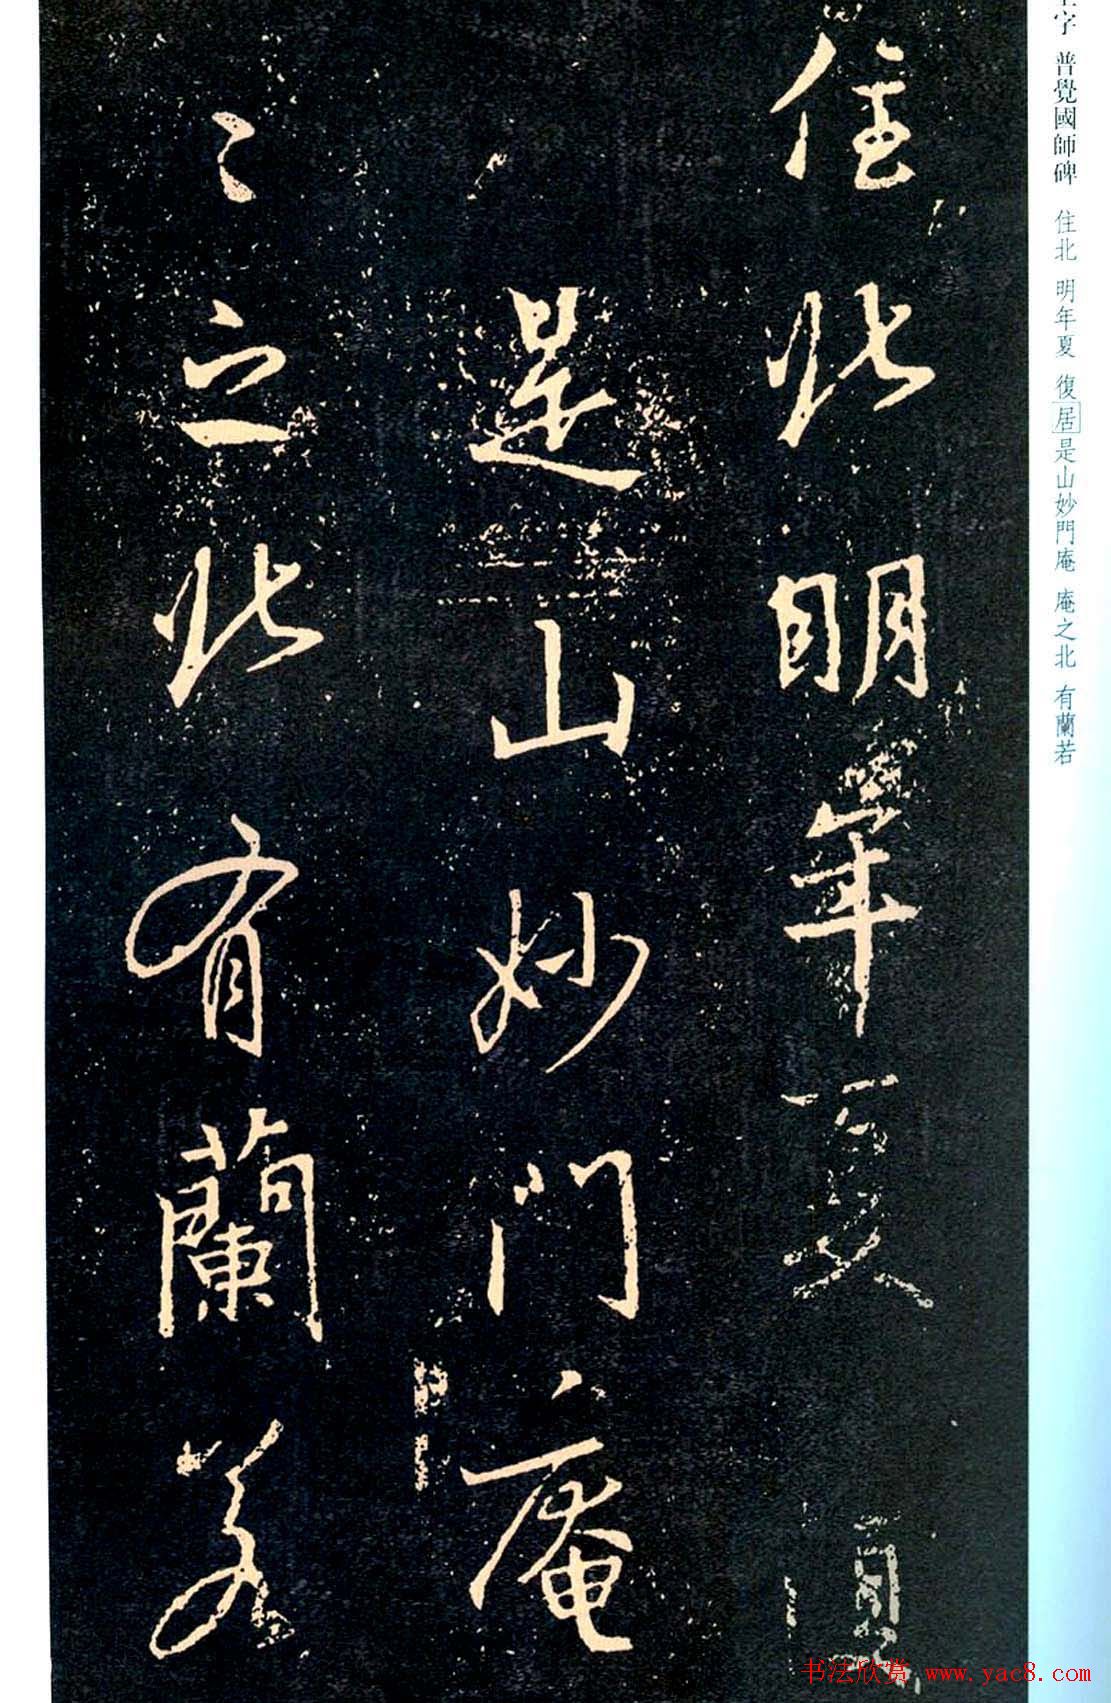 字 普覺國師碑 住北 明年夏 復居是山妙門庵 庵之北 有蘭若
住北明年夏復
是山妙門庵
〻之北有蘭若
书法欣赏 www.yac8.com